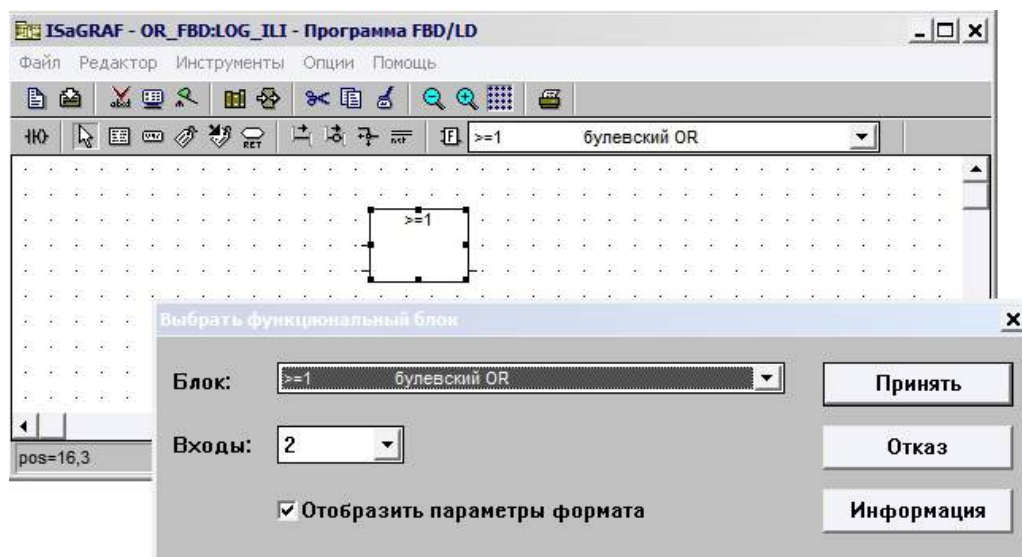 ISaGRAF - OR_FBD:LOG_ILI - Программа FBD/LD
Файл Редактор Инструменты Опции Помощь
RET >=1 булевский OR
>=1
Выбрать функциональный блок
Блок: >=1 булевский OR
Принять
Входы: 2
Отказ
pos=16,3
Отобразить параметры формата
Информация